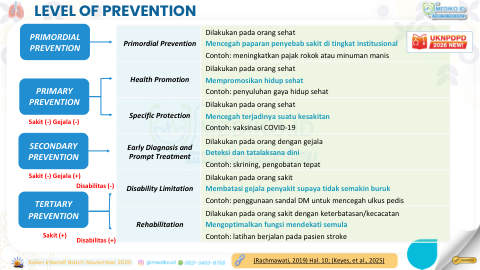 LEVEL OF PREVENTION
PRIMORDIAL
PREVENTION
Primordial Prevention
Dilakukan pada orang sehat
Mencegah paparan penyebab sakit di tingkat institusional
Contoh: meningkatkan pajak rokok atau minuman manis
UKNPDPD
2026 NEW!
PRIMARY
PREVENTION
Sakit (-) Gejala (-)
Health Promotion
Dilakukan pada orang sehat
Mempromosikan hidup sehat
Contoh: penyuluhan gaya hidup sehat
Specific Protection
Dilakukan pada orang sehat
Mencegah terjadinya suatu kesakitan
Contoh: vaksinasi COVID-19
SECONDARY
PREVENTION
Sakit (-) Gejala (+)
Early Diagnosis and
Prompt Treatment
Dilakukan pada orang dengan gejala
Deteksi dan tatalaksana dini
Contoh: skrining, pengobatan tepat
TERTIARY
PREVENTION
Sakit (+)
Disabilitas (-)
Disability Limitation
Dilakukan pada orang sakit
Membatasi gejala penyakit supaya tidak semakin buruk
Contoh: penggunaan sandal DM untuk mencegah ulkus pedis
Disabilitas (+)
Rehabilitation
Dilakukan pada orang sakit dengan keterbatasan/kecacatan
Mengoptimalkan fungsi mendekati semula
Contoh: latihan berjalan pada pasien stroke
(Rachmawati, 2019) Hal. 10; (Keyes, et al., 2025)